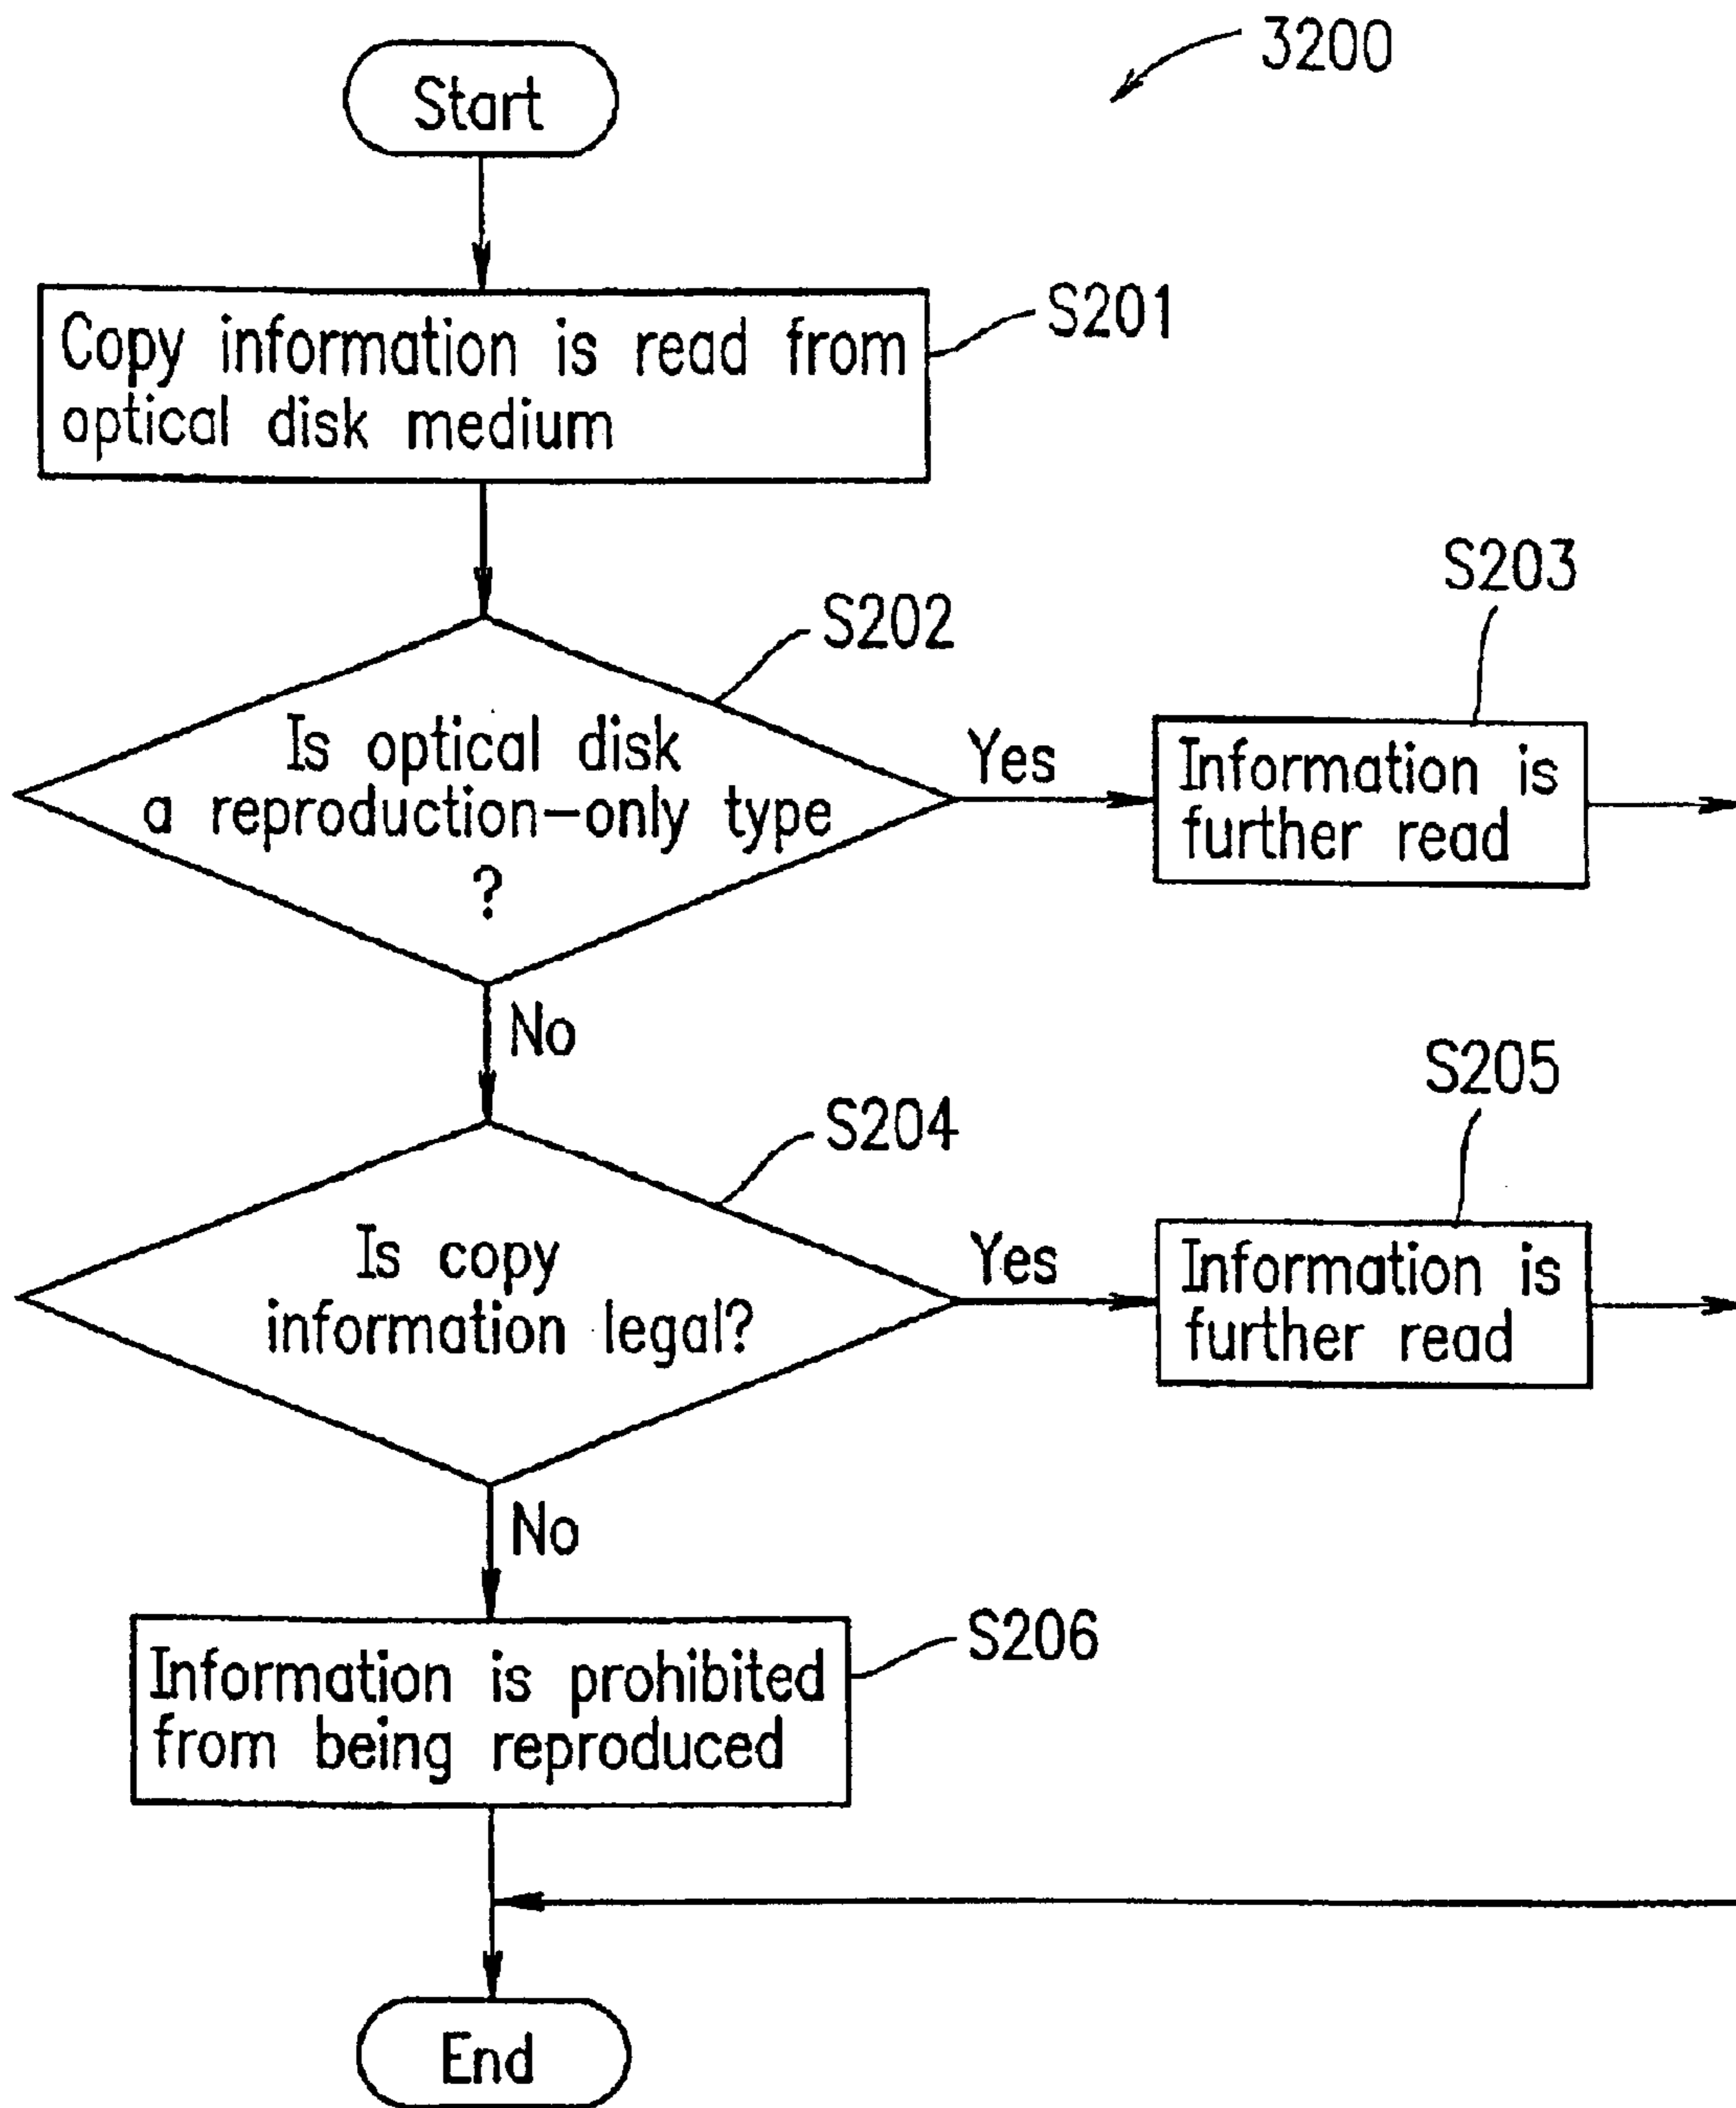 3200
Start
S201
Copy information is read from
optical disk medium
S202
Is optical disk
a reproduction-only type
?
Yes
S203
Information is
further read
No
S204
Is copy
information legal?
Yes
S205
Information is
further read
No
S206
Information is prohibited
from being reproduced
End